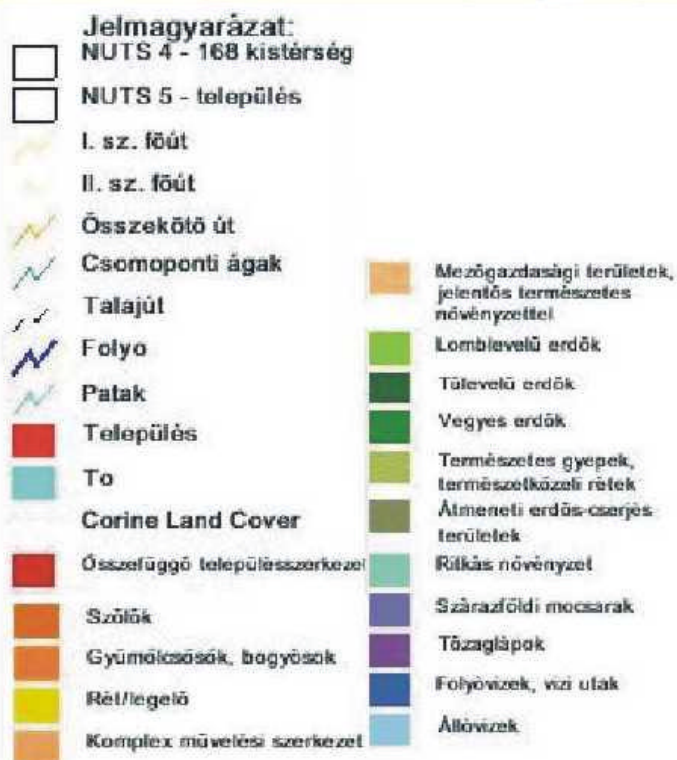 Jelmagyarázat:
NUTS 4 - 168 kistérség
NUTS 5 - település
I. sz. főút
II. sz. főút
Összekötő út
Csomoponti ágak
Talajút
Folyo
Patak
Település
To
Corine Land Cover
Összefüggő településszerkezet
Szőlők
Gyümölcsösök, bogyósok
Rét/legelő
Komplex művelési szerkezet
Mezőgazdasági területek,
jelentős természetes
növényzettel
Lomblevelű erdők
Tűlevelű erdők
Vegyes erdők
Természetes gyepek,
természetközeli rétek
Átmeneti erdős-cserjés
területek
Ritkás növényzet
Szárazföldi mocsarak
Tőzeglápok
Folyóvizek, vizi utak
Állóvizek